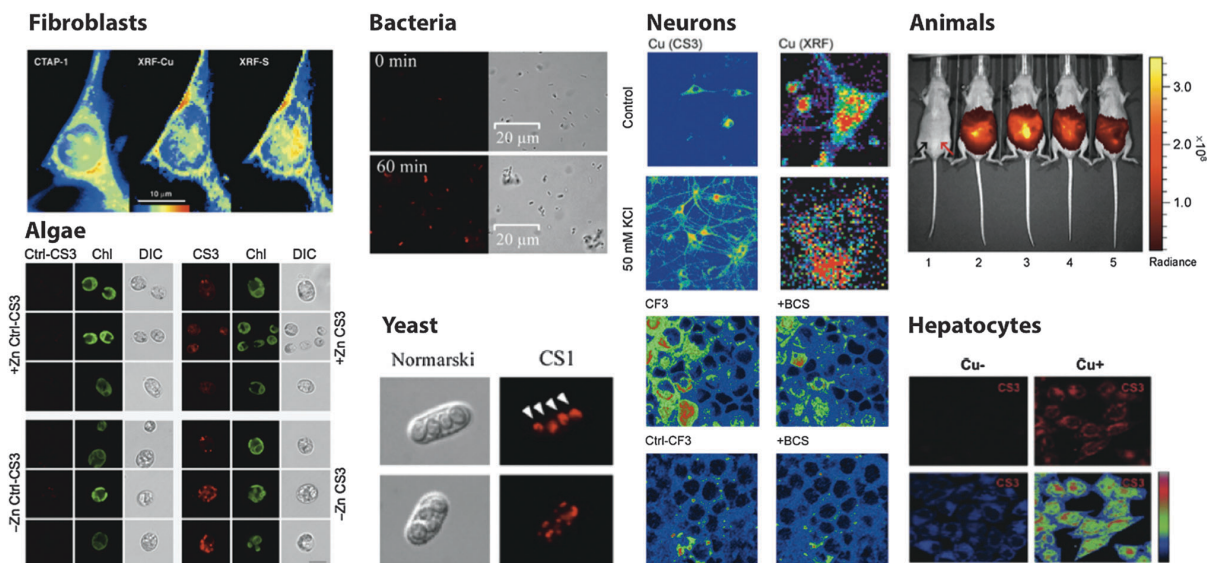 Fibroblasts
CTAP-1 XRF-Cu XRF-S
10 µm
Algae
Ctrl-CS3 Chl DIC CS3 Chl DIC
+Zn Ctrl-CS3
+Zn CS3
–Zn Ctrl-CS3
–Zn CS3
Bacteria
0 min
20 µm
60 min
20 µm
Yeast
Normarski CS1
Neurons
Cu (CS3) Cu (XRF)
Control
50 mM KCl
CF3 +BCS
Ctrl-CF3 +BCS
Animals
3.0
2.0
1.0
×10⁸
1 2 3 4 5 Radiance
Hepatocytes
Cu- Cu+
CS3 CS3
CS3 CS3